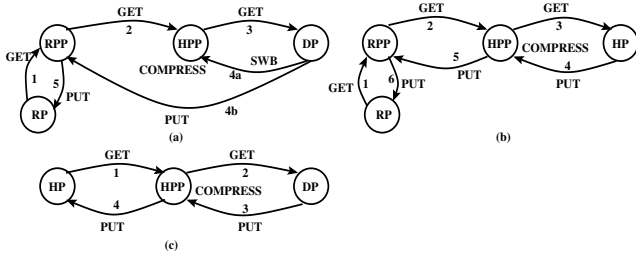 GET
2
GET
3
RPP
HPP
DP
GET
COMPRESS
SWB
4a
1
5
PUT
RP
PUT
4b
(a)
GET
2
GET
3
RPP
HPP
COMPRESS
HP
5
4
PUT
PUT
GET
1
6
PUT
RP
(b)
GET
1
GET
2
HP
HPP
COMPRESS
DP
4
3
PUT
PUT
(c)